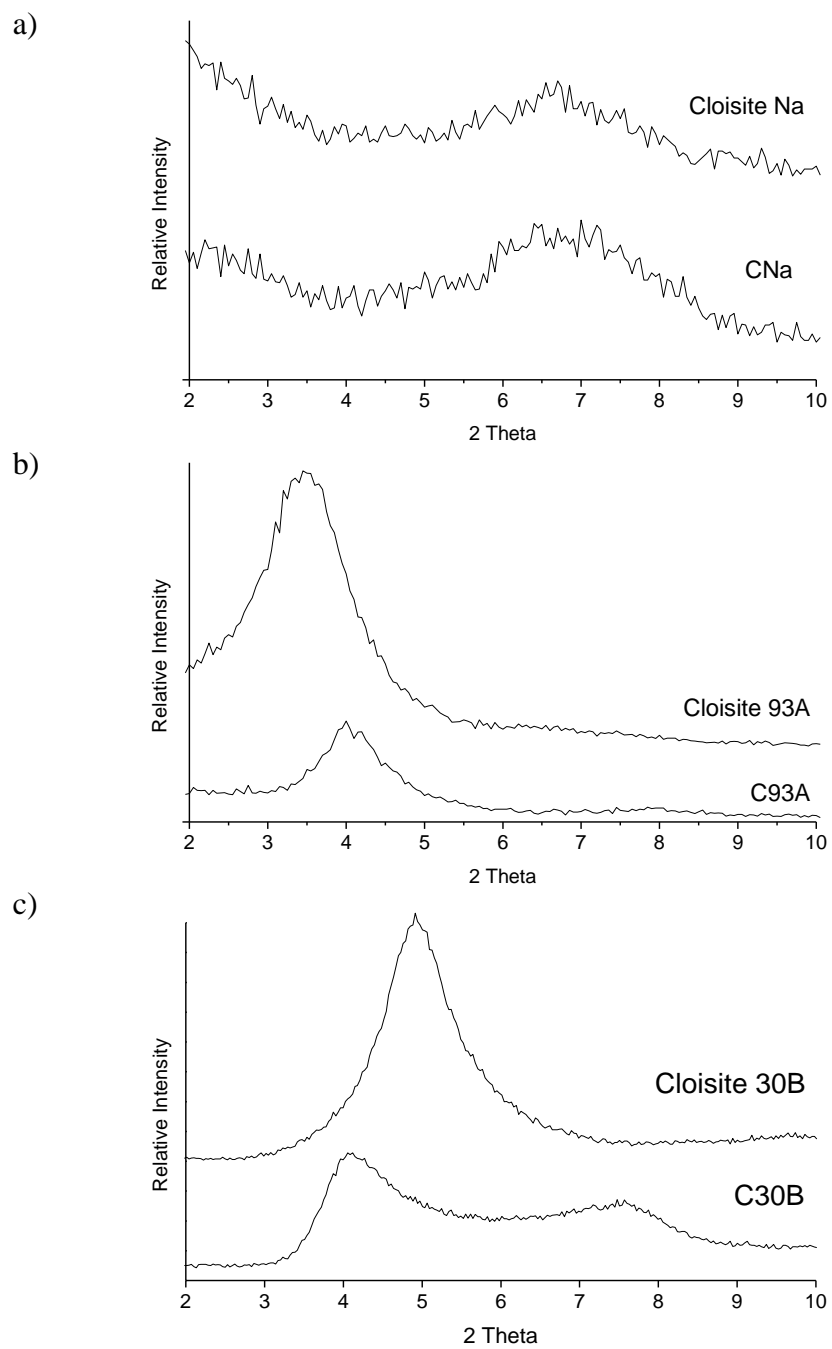 a)
Cloisite Na
CNa
Relative Intensity
2 3 4 5 6 7 8 9 10
2 Theta
b)
Cloisite 93A
C93A
Relative Intensity
2 3 4 5 6 7 8 9 10
2 Theta
c)
Cloisite 30B
C30B
Relative Intensity
2 3 4 5 6 7 8 9 10
2 Theta